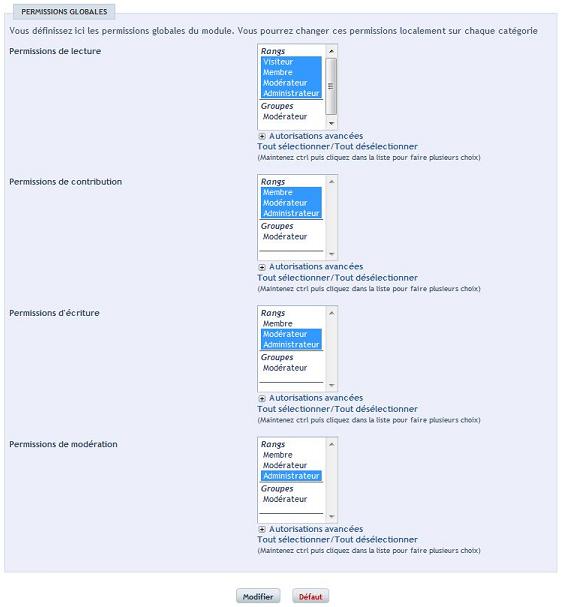 PERMISSIONS GLOBALES
Vous définissez ici les permissions globales du module. Vous pourrez changer ces permissions localement sur chaque catégorie
Permissions de lecture
Rangs
Visiteur
Membre
Modérateur
Administrateur
Groupes
Modérateur
Autorisations avancées
Tout sélectionner/Tout désélectionner
(Maintenez ctrl puis cliquez dans la liste pour faire plusieurs choix)
Permissions de contribution
Rangs
Membre
Modérateur
Administrateur
Groupes
Modérateur
Autorisations avancées
Tout sélectionner/Tout désélectionner
(Maintenez ctrl puis cliquez dans la liste pour faire plusieurs choix)
Permissions d'écriture
Rangs
Membre
Modérateur
Administrateur
Groupes
Modérateur
Autorisations avancées
Tout sélectionner/Tout désélectionner
(Maintenez ctrl puis cliquez dans la liste pour faire plusieurs choix)
Permissions de modération
Rangs
Membre
Modérateur
Administrateur
Groupes
Modérateur
Autorisations avancées
Tout sélectionner/Tout désélectionner
(Maintenez ctrl puis cliquez dans la liste pour faire plusieurs choix)
Modifier Défaut